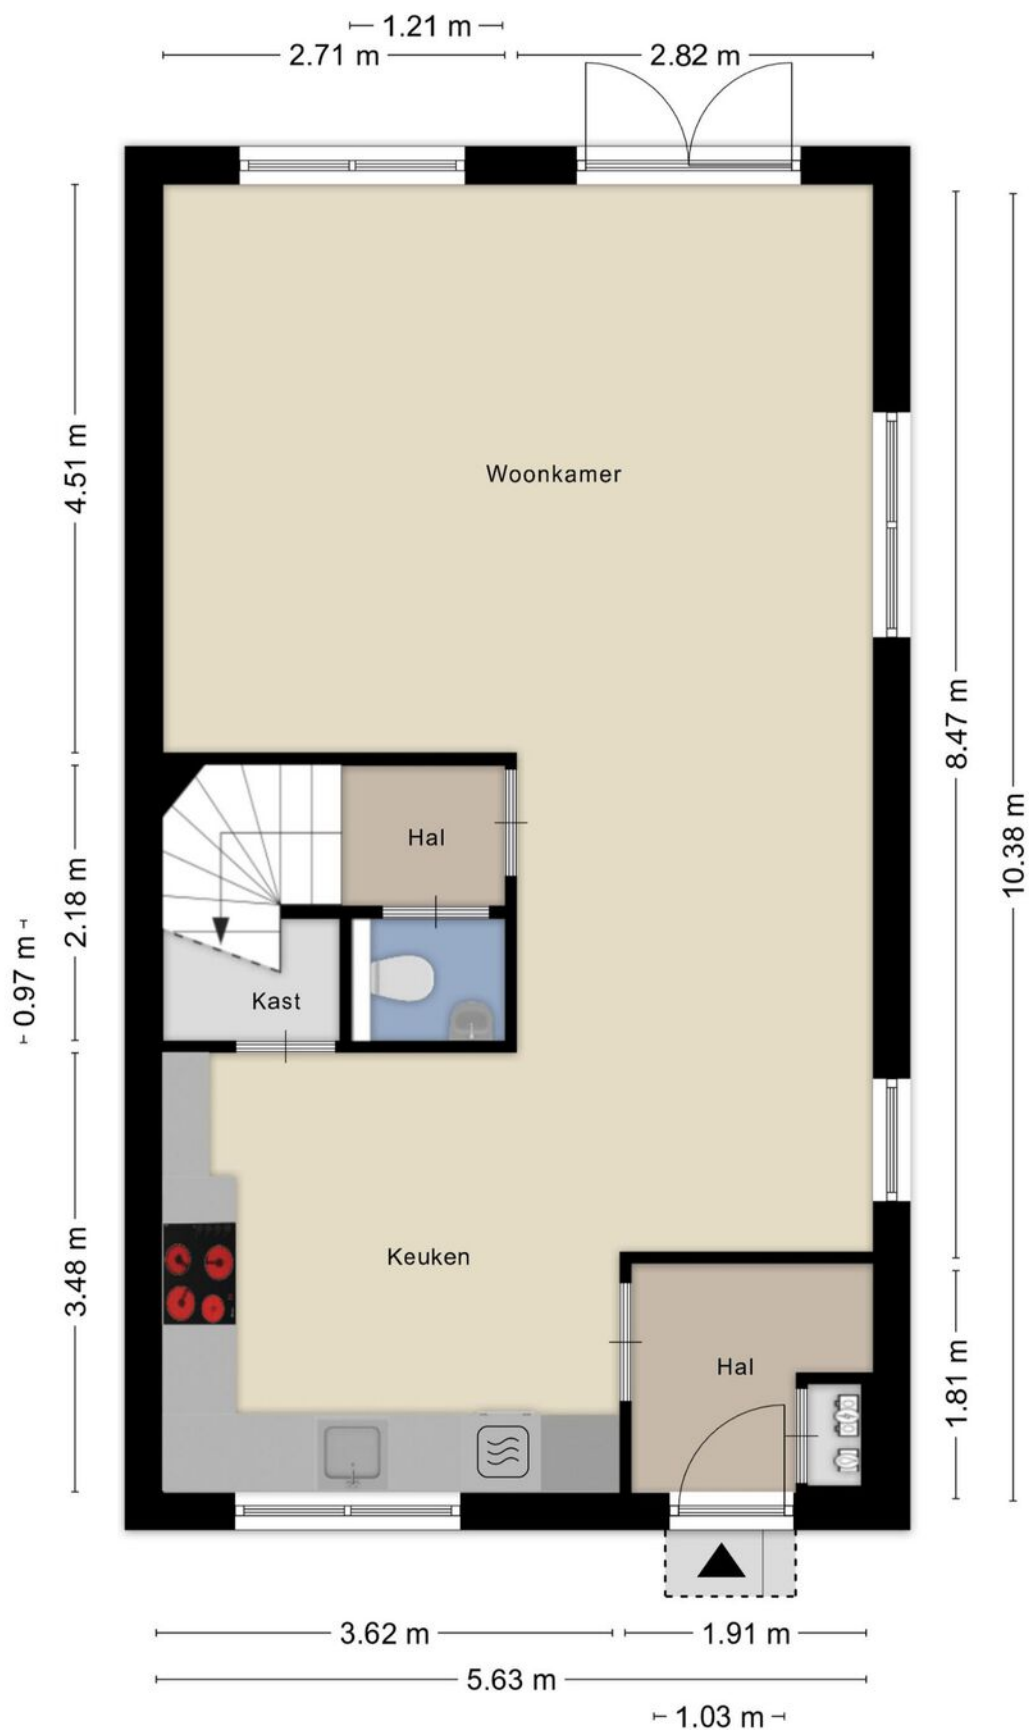 1.21 m
2.71 m
2.82 m
4.51 m
Woonkamer
8.47 m
10.38 m
Hal
2.18 m
0.97 m
Kast
3.48 m
Keuken
Hal
1.81 m
3.62 m
1.91 m
5.63 m
1.03 m